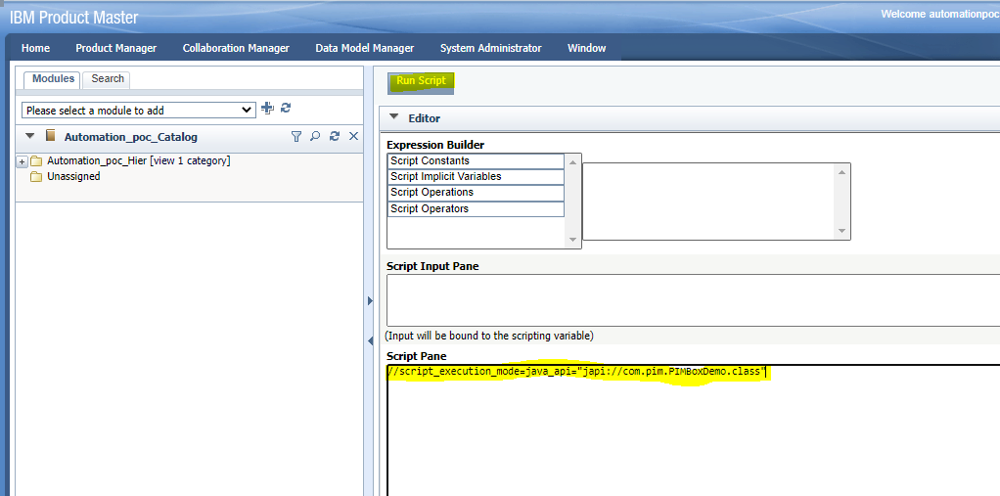 IBM Product Master
Welcome automationpoc
Home Product Manager Collaboration Manager Data Model Manager System Administrator Window
Modules Search
Please select a module to add
Automation_poc_Catalog
Automation_poc_Hier [view 1 category]
Unassigned
Run Script
Editor
Expression Builder
Script Constants
Script Implicit Variables
Script Operations
Script Operators
Script Input Pane
(Input will be bound to the scripting variable)
Script Pane
//script_execution_mode=java_api="japi://com.pim.PIMBoxDemo.class"